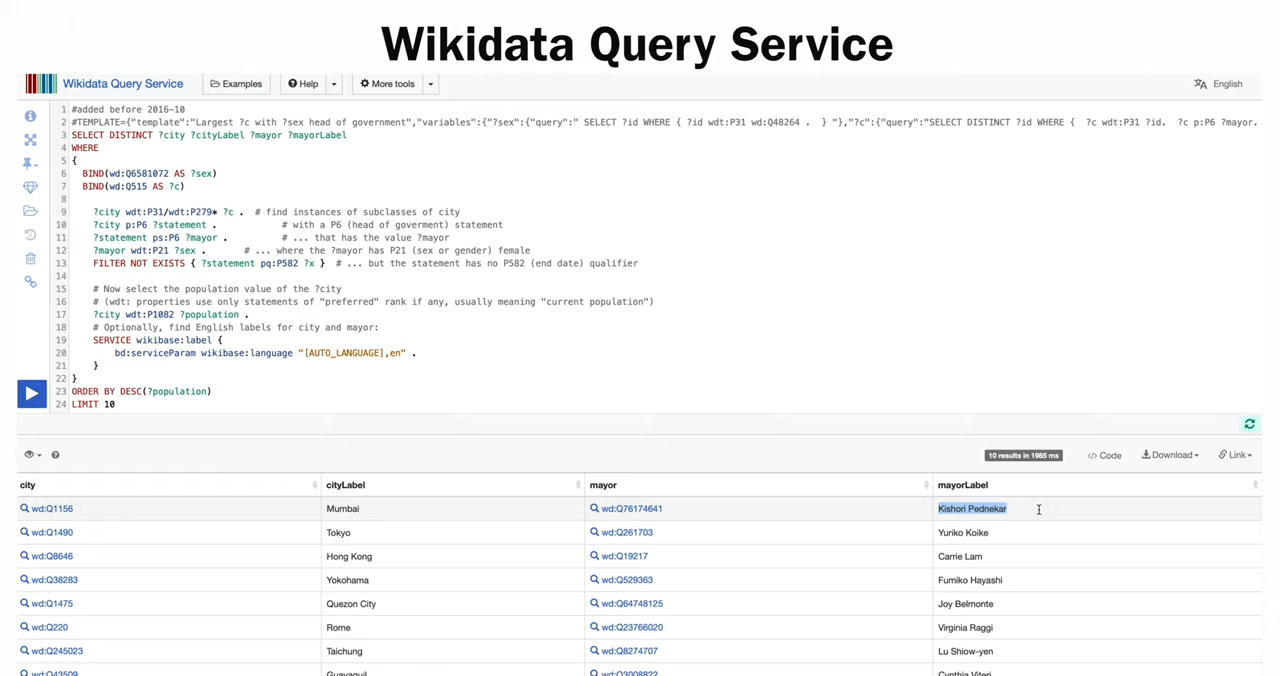 Wikidata Query Service
Wikidata Query Service Examples Help More tools English
1 #added before 2016-10
2 #TEMPLATE={"template":"Largest ?c with ?sex head of government","variables":{"?sex":{"query":" SELECT ?id WHERE { ?id wdt:P31 wd:Q48264 .  } "},"?c":{"query":"SELECT DISTINCT ?id WHERE {  ?c wdt:P31 ?id.  ?c p:P6 ?mayor.
3 SELECT DISTINCT ?city ?cityLabel ?mayor ?mayorLabel
4 WHERE
5 {
6 BIND(wd:Q6581072 AS ?sex)
7 BIND(wd:Q515 AS ?c)
8
9 ?city wdt:P31/wdt:P279* ?c .  # find instances of subclasses of city
10 ?city p:P6 ?statement .  # with a P6 (head of goverment) statement
11 ?statement ps:P6 ?mayor .  # ... that has the value ?mayor
12 ?mayor wdt:P21 ?sex .  # ... where the ?mayor has P21 (sex or gender) female
13 FILTER NOT EXISTS { ?statement pq:P582 ?x }  # ... but the statement has no P582 (end date) qualifier
14
15 # Now select the population value of the ?city
16 # (wdt: properties use only statements of "preferred" rank if any, usually meaning "current population")
17 ?city wdt:P1082 ?population .
18 # Optionally, find English labels for city and mayor:
19 SERVICE wikibase:label {
20 bd:serviceParam wikibase:language "[AUTO_LANGUAGE],en" .
21 }
22 }
23 ORDER BY DESC(?population)
24 LIMIT 10
10 results in 1985 ms </> Code Download Link
city cityLabel mayor mayorLabel
wd:Q1156 Mumbai wd:Q76174641 Kishori Pednekar
wd:Q1490 Tokyo wd:Q261703 Yuriko Koike
wd:Q8646 Hong Kong wd:Q19217 Carrie Lam
wd:Q38283 Yokohama wd:Q529363 Fumiko Hayashi
wd:Q1475 Quezon City wd:Q64748125 Joy Belmonte
wd:Q220 Rome wd:Q23766020 Virginia Raggi
wd:Q245023 Taichung wd:Q8274707 Lu Shiow-yen
wd:Q43509 Guayaquil wd:Q3008822 Cynthia Viteri